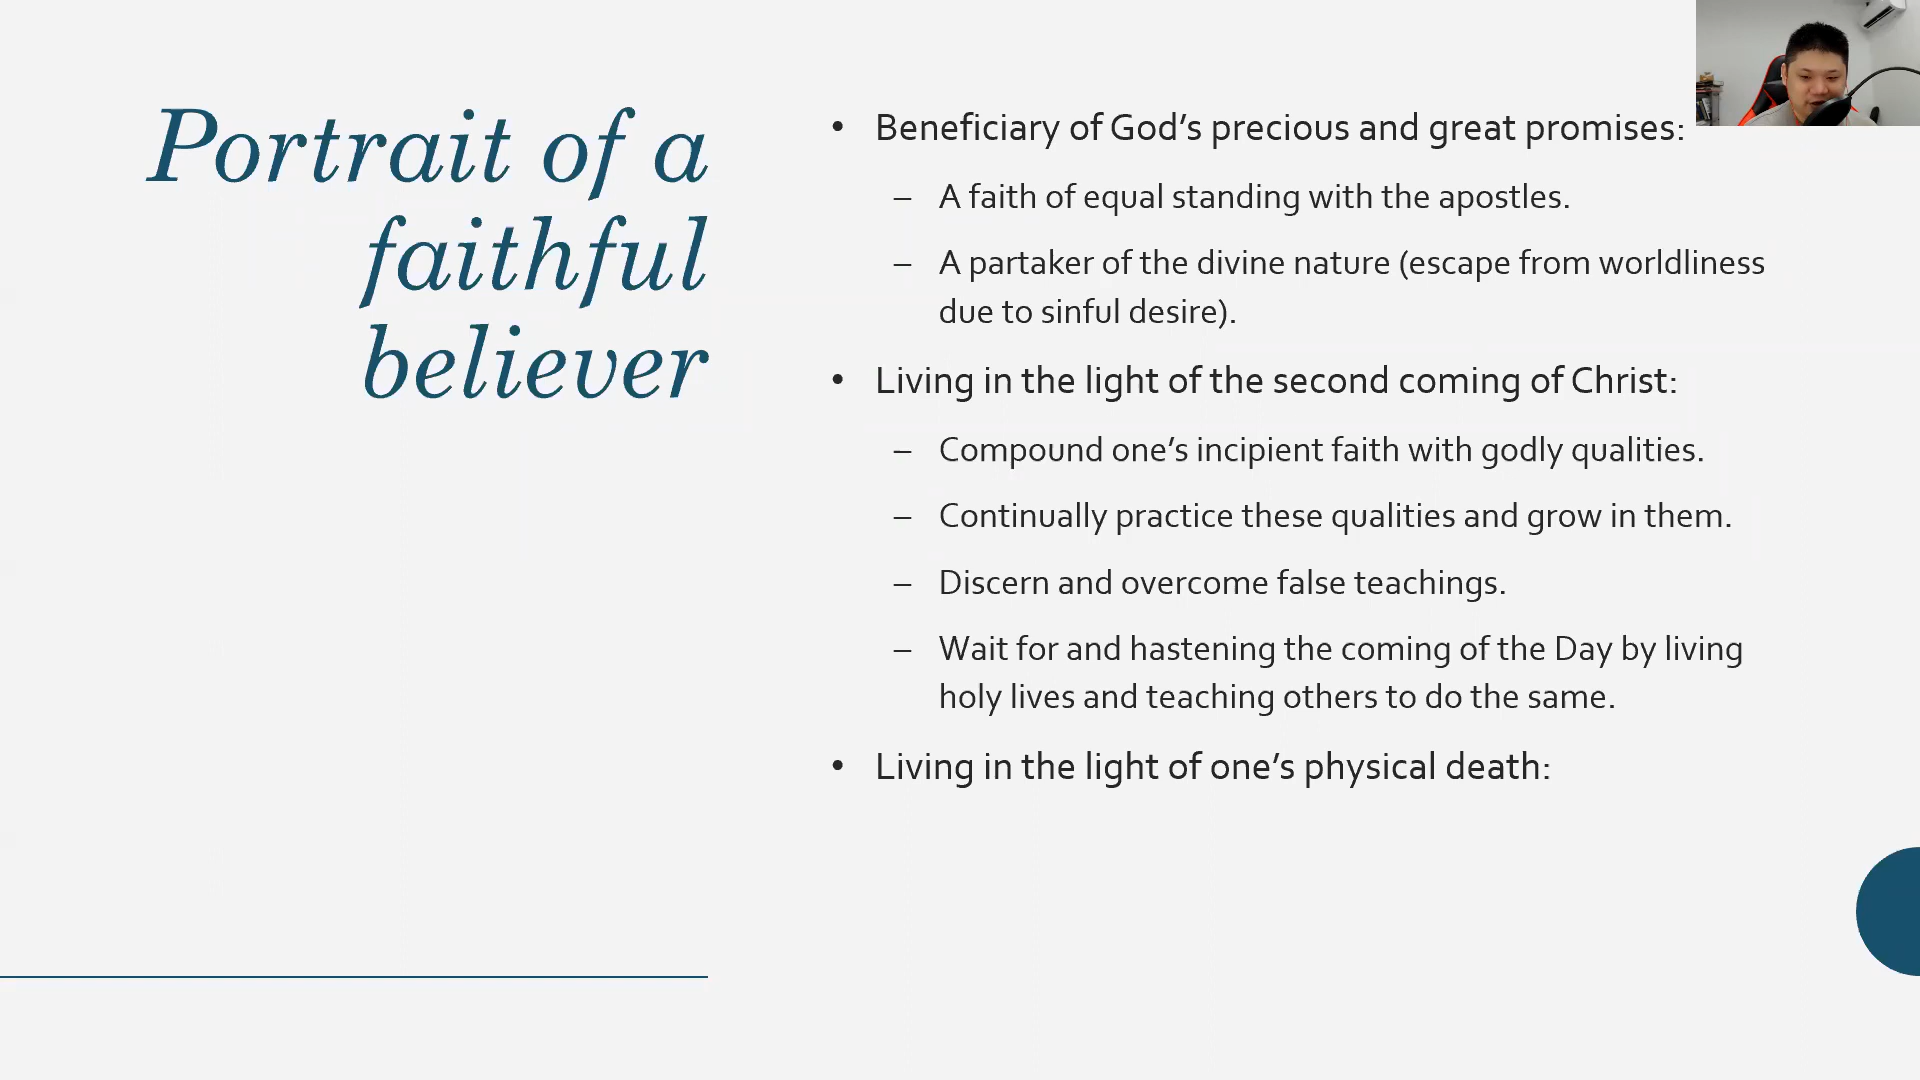 Portrait of a
faithful
believer
• Beneficiary of God’s precious and great promises:
– A faith of equal standing with the apostles.
– A partaker of the divine nature (escape from worldliness
due to sinful desire).
• Living in the light of the second coming of Christ:
– Compound one’s incipient faith with godly qualities.
– Continually practice these qualities and grow in them.
– Discern and overcome false teachings.
– Wait for and hastening the coming of the Day by living
holy lives and teaching others to do the same.
• Living in the light of one’s physical death: